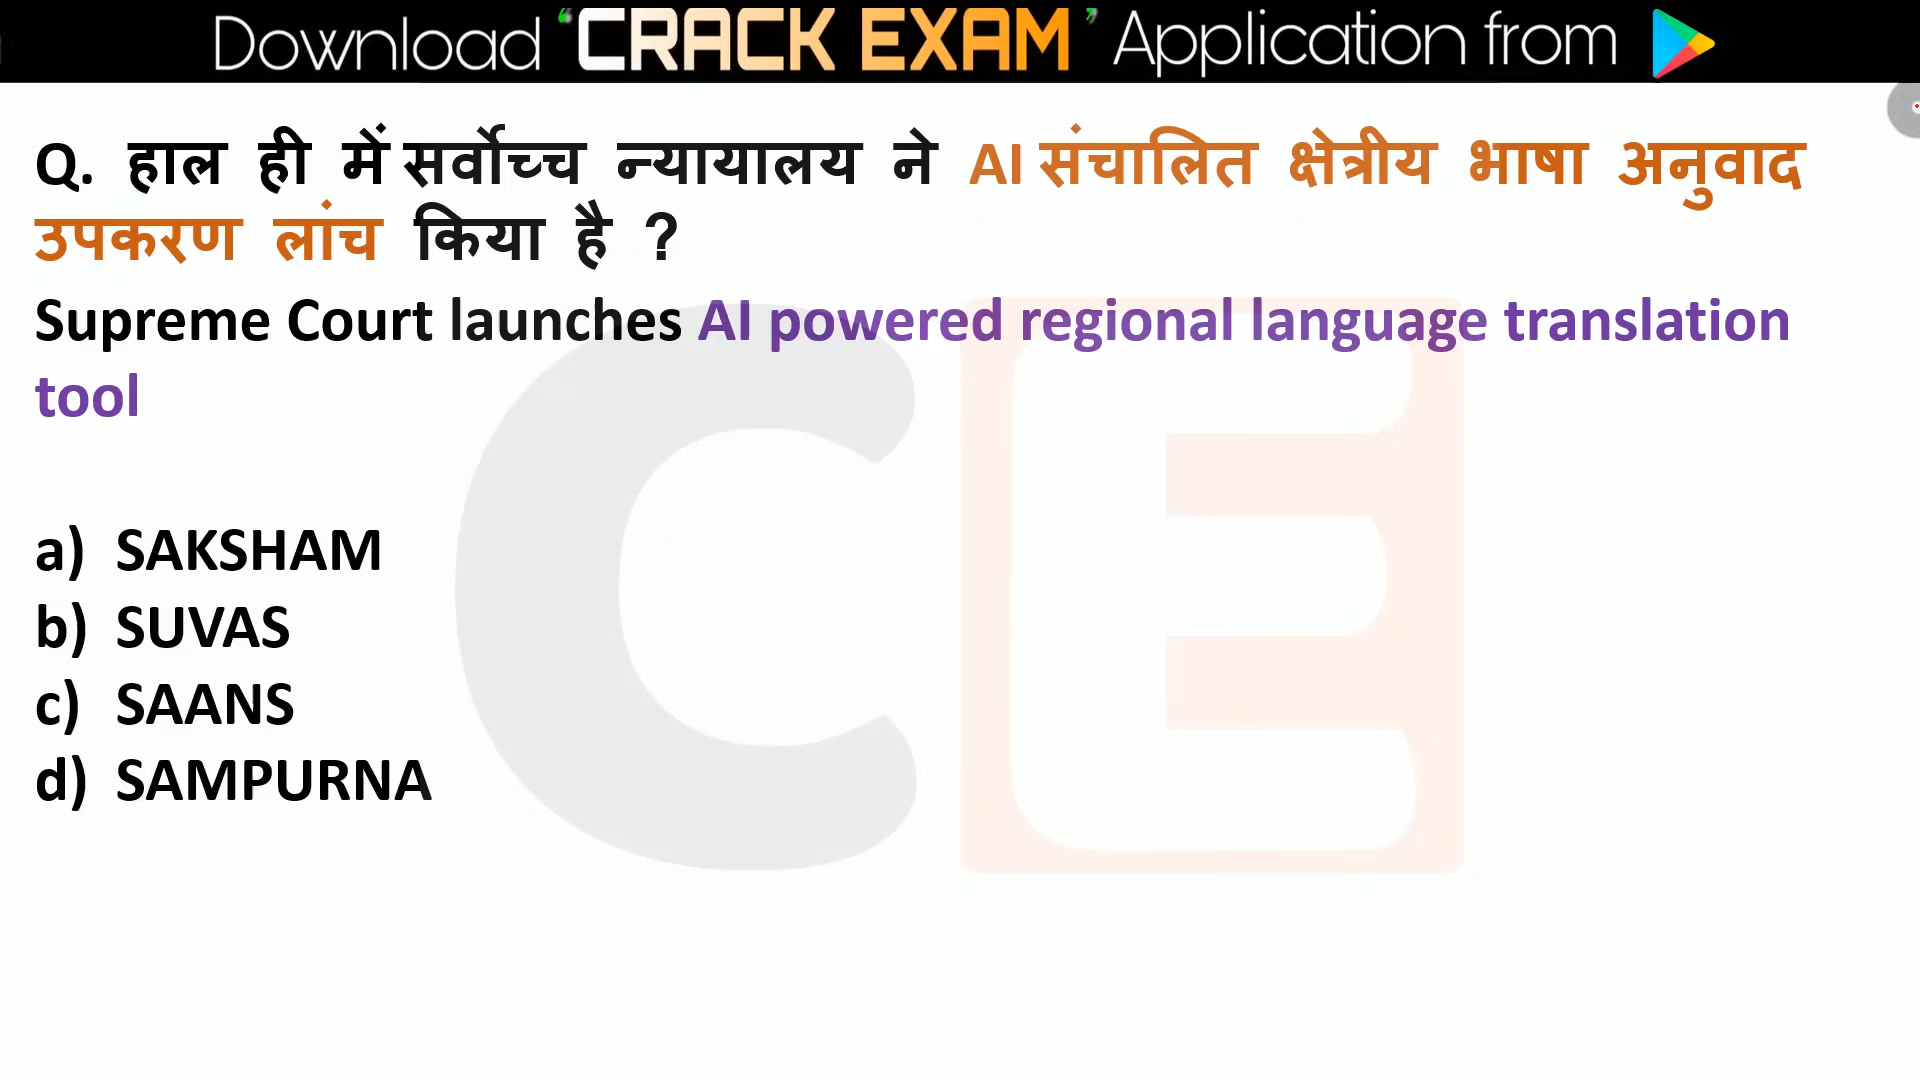 Download ‘CRACK EXAM’ Application from
Q. हाल ही में सर्वोच्च न्यायालय ने AI संचालित क्षेत्रीय भाषा अनुवाद
उपकरण लांच किया है ?
Supreme Court launches AI powered regional language translation
tool
a) SAKSHAM
b) SUVAS
c) SAANS
d) SAMPURNA
CE